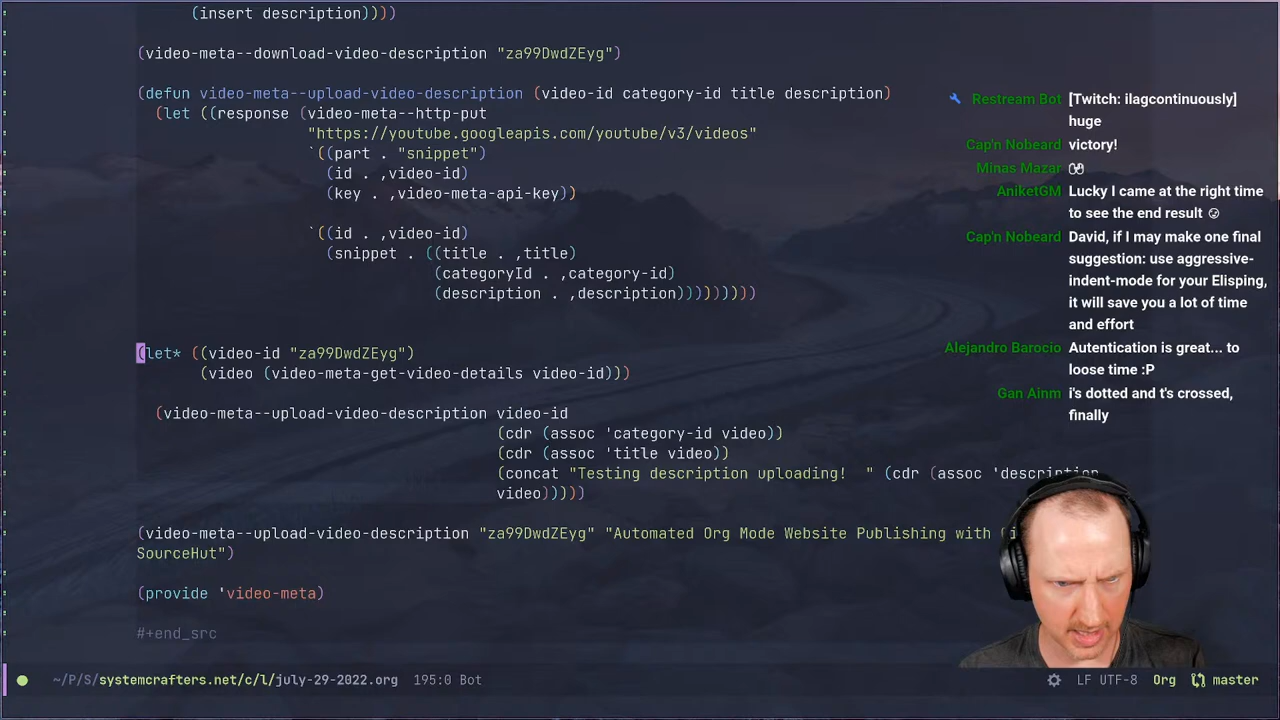 (insert description))))
(video-meta--download-video-description "za99DwdZEyg")
(defun video-meta--upload-video-description (video-id category-id title description)
(let ((response (video-meta--http-put
"https://youtube.googleapis.com/youtube/v3/videos"
`((part . "snippet")
(id . ,video-id)
(key . ,video-meta-api-key))
`((id . ,video-id)
(snippet . ((title . ,title)
(categoryId . ,category-id)
(description . ,description)))))))))
(let* ((video-id "za99DwdZEyg")
(video (video-meta-get-video-details video-id)))
(video-meta--upload-video-description video-id
(cdr (assoc 'category-id video))
(cdr (assoc 'title video))
(concat "Testing description uploading!  " (cdr (assoc 'description
video)))))
(video-meta--upload-video-description "za99DwdZEyg" "Automated Org Mode Website Publishing with
SourceHut")
(provide 'video-meta)
#+end_src
~/P/S/systemcrafters.net/c/l/july-29-2022.org 195:0 Bot
LF UTF-8 Org master
Restream Bot [Twitch: ilagcontinuously]
huge
Cap'n Nobeard victory!
Minas Mazar
AniketGM Lucky I came at the right time
to see the end result
Cap'n Nobeard David, if I may make one final
suggestion: use aggressive-
indent-mode for your Elisping,
it will save you a lot of time
and effort
Alejandro Barocio Autentication is great... to
loose time :P
Gan Ainm i's dotted and t's crossed,
finally